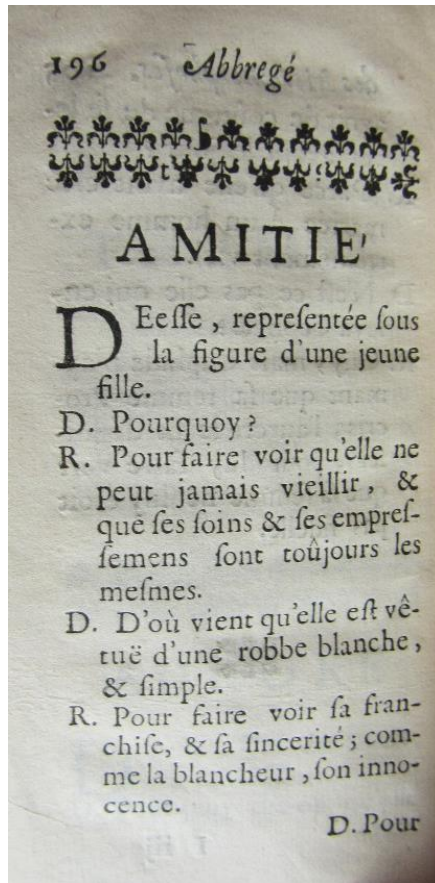 196 Abbregé
AMITIE'
DEesse, representée sous
la figure d'une jeune
fille.
D. Pourquoy?
R. Pour faire voir qu'elle ne
peut jamais vieillir, &
que ſes ſoins & ſes empreſ-
ſemens ſont toûjours les
meſmes.
D. D'où vient qu'elle eſt vê-
tuë d'une robbe blanche,
& ſimple.
R. Pour faire voir ſa fran-
chiſe, & ſa ſincerité; com-
me la blancheur, ſon inno-
cence.
D. Pour